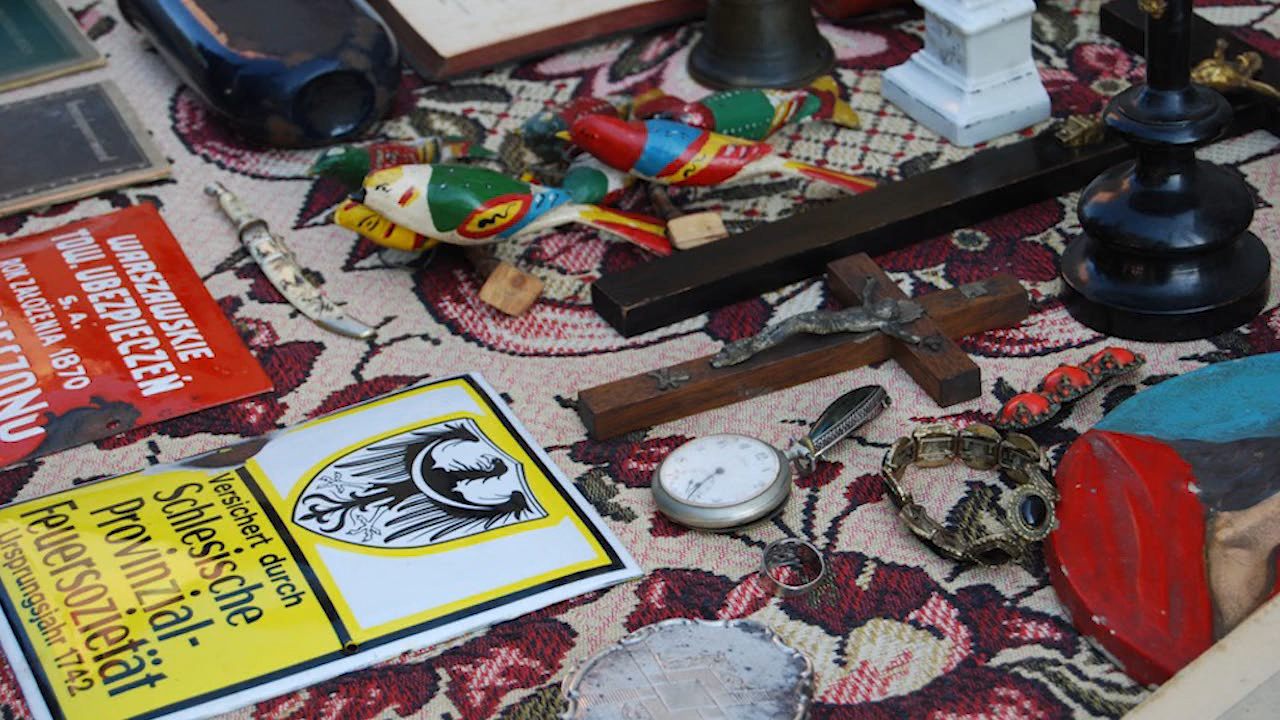 WARSZAWSKIE
TOW. UBEZPIECZEŃ
S. A.
ROK ZAŁOŻENIA 1870
Versichert durch
Schlesische
Provinzial-
Feuersozietät
Ursprungsjahr 1742